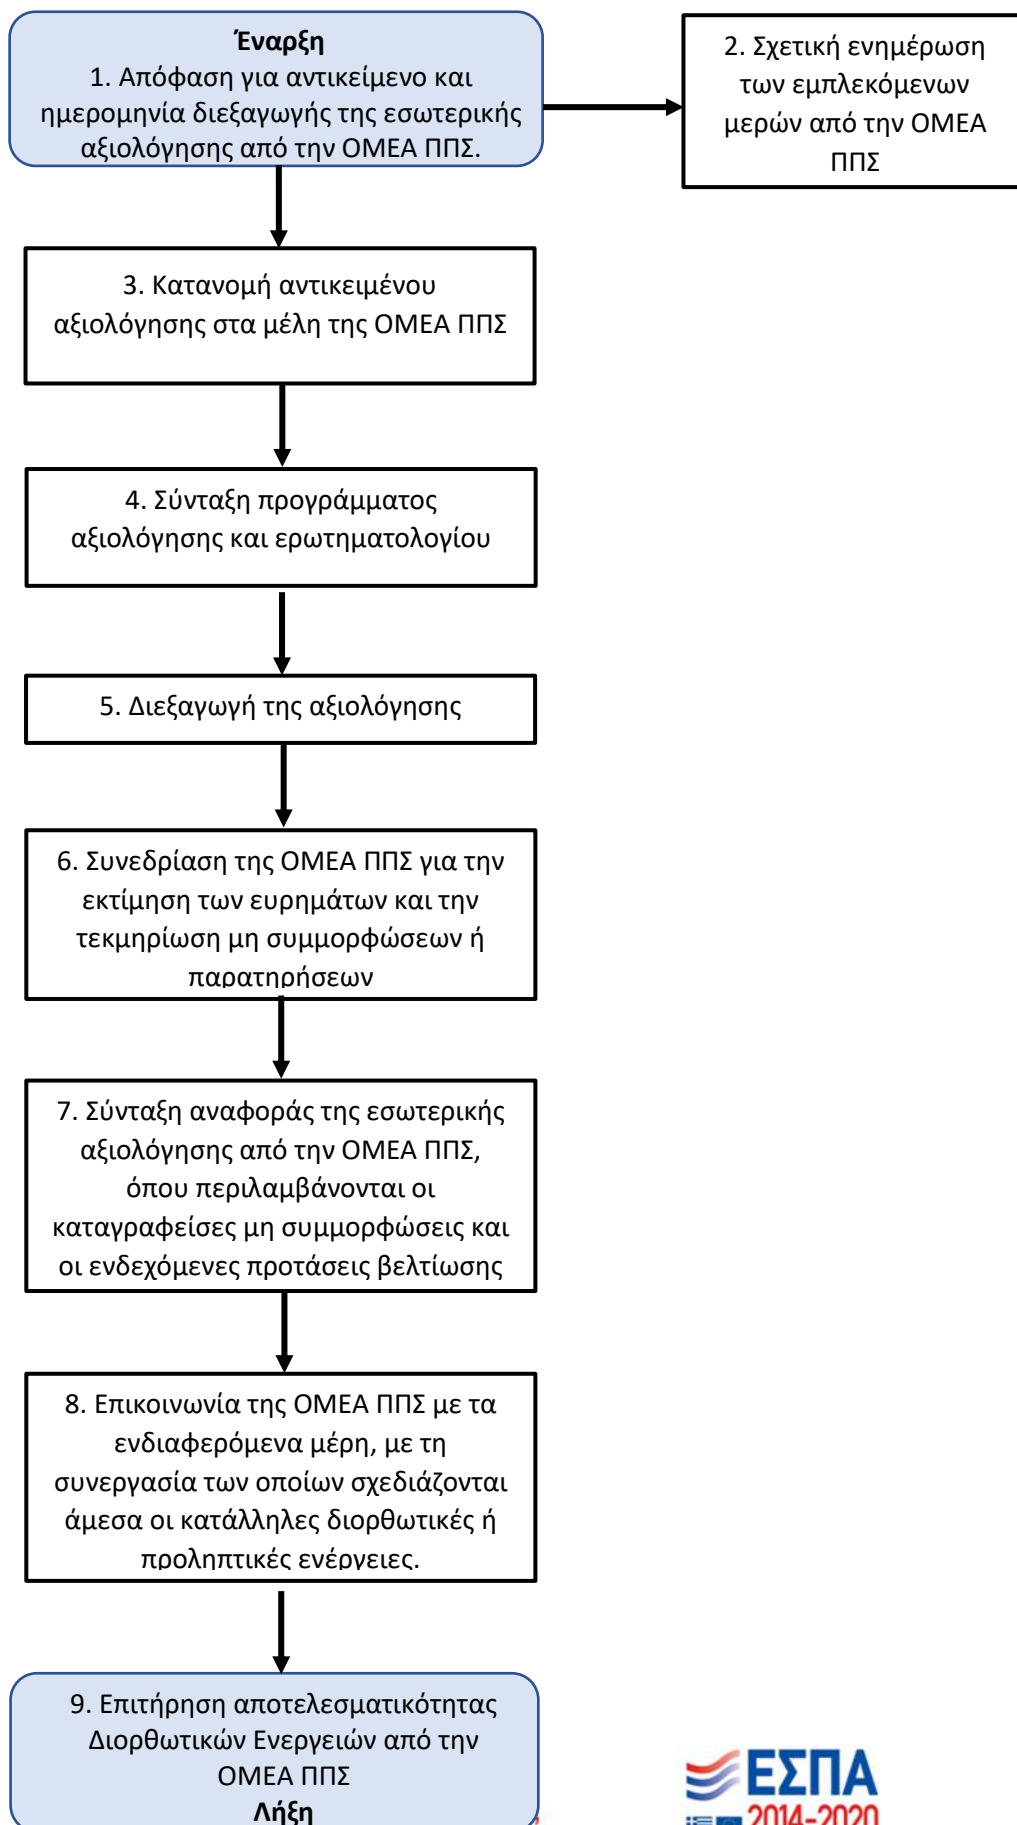 Έναρξη
1. Απόφαση για αντικείμενο και
ημερομηνία διεξαγωγής της εσωτερικής
αξιολόγησης από την ΟΜΕΑ ΠΠΣ.
2. Σχετική ενημέρωση
των εμπλεκόμενων
μερών από την ΟΜΕΑ
ΠΠΣ
3. Κατανομή αντικειμένου
αξιολόγησης στα μέλη της ΟΜΕΑ ΠΠΣ
4. Σύνταξη προγράμματος
αξιολόγησης και ερωτηματολογίου
5. Διεξαγωγή της αξιολόγησης
6. Συνεδρίαση της ΟΜΕΑ ΠΠΣ για την
εκτίμηση των ευρημάτων και την
τεκμηρίωση μη συμμορφώσεων ή
παρατηρήσεων
7. Σύνταξη αναφοράς της εσωτερικής
αξιολόγησης από την ΟΜΕΑ ΠΠΣ,
όπου περιλαμβάνονται οι
καταγραφείσες μη συμμορφώσεις και
οι ενδεχόμενες προτάσεις βελτίωσης
8. Επικοινωνία της ΟΜΕΑ ΠΠΣ με τα
ενδιαφερόμενα μέρη, με τη
συνεργασία των οποίων σχεδιάζονται
άμεσα οι κατάλληλες διορθωτικές ή
προληπτικές ενέργειες.
9. Επιτήρηση αποτελεσματικότητας
Διορθωτικών Ενεργειών από την
ΟΜΕΑ ΠΠΣ
Λήξη
ΕΣΠΑ
2014-2020